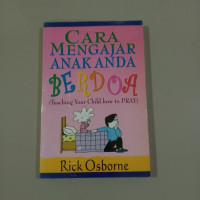 CARA
MENGAJAR
ANAK ANDA
BERDOA
(Teaching Your Child how to PRAY)
Rick Osborne